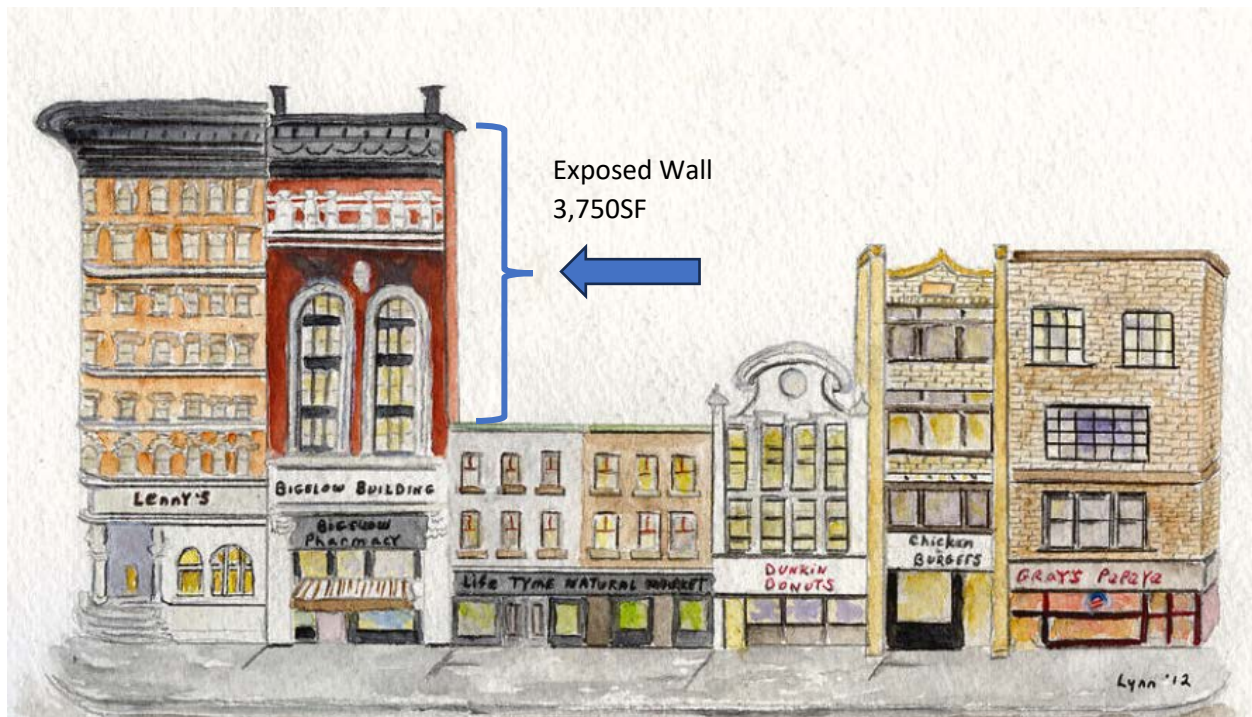 Exposed Wall
3,750SF
LENNY'S
BIGELOW BUILDING
BIGELOW
PHARMACY
LIFE TYME NATURAL MARKET
DUNKIN
DONUTS
CHICKEN
BURGERS
GRAY'S PAPAYA
Lynn '12